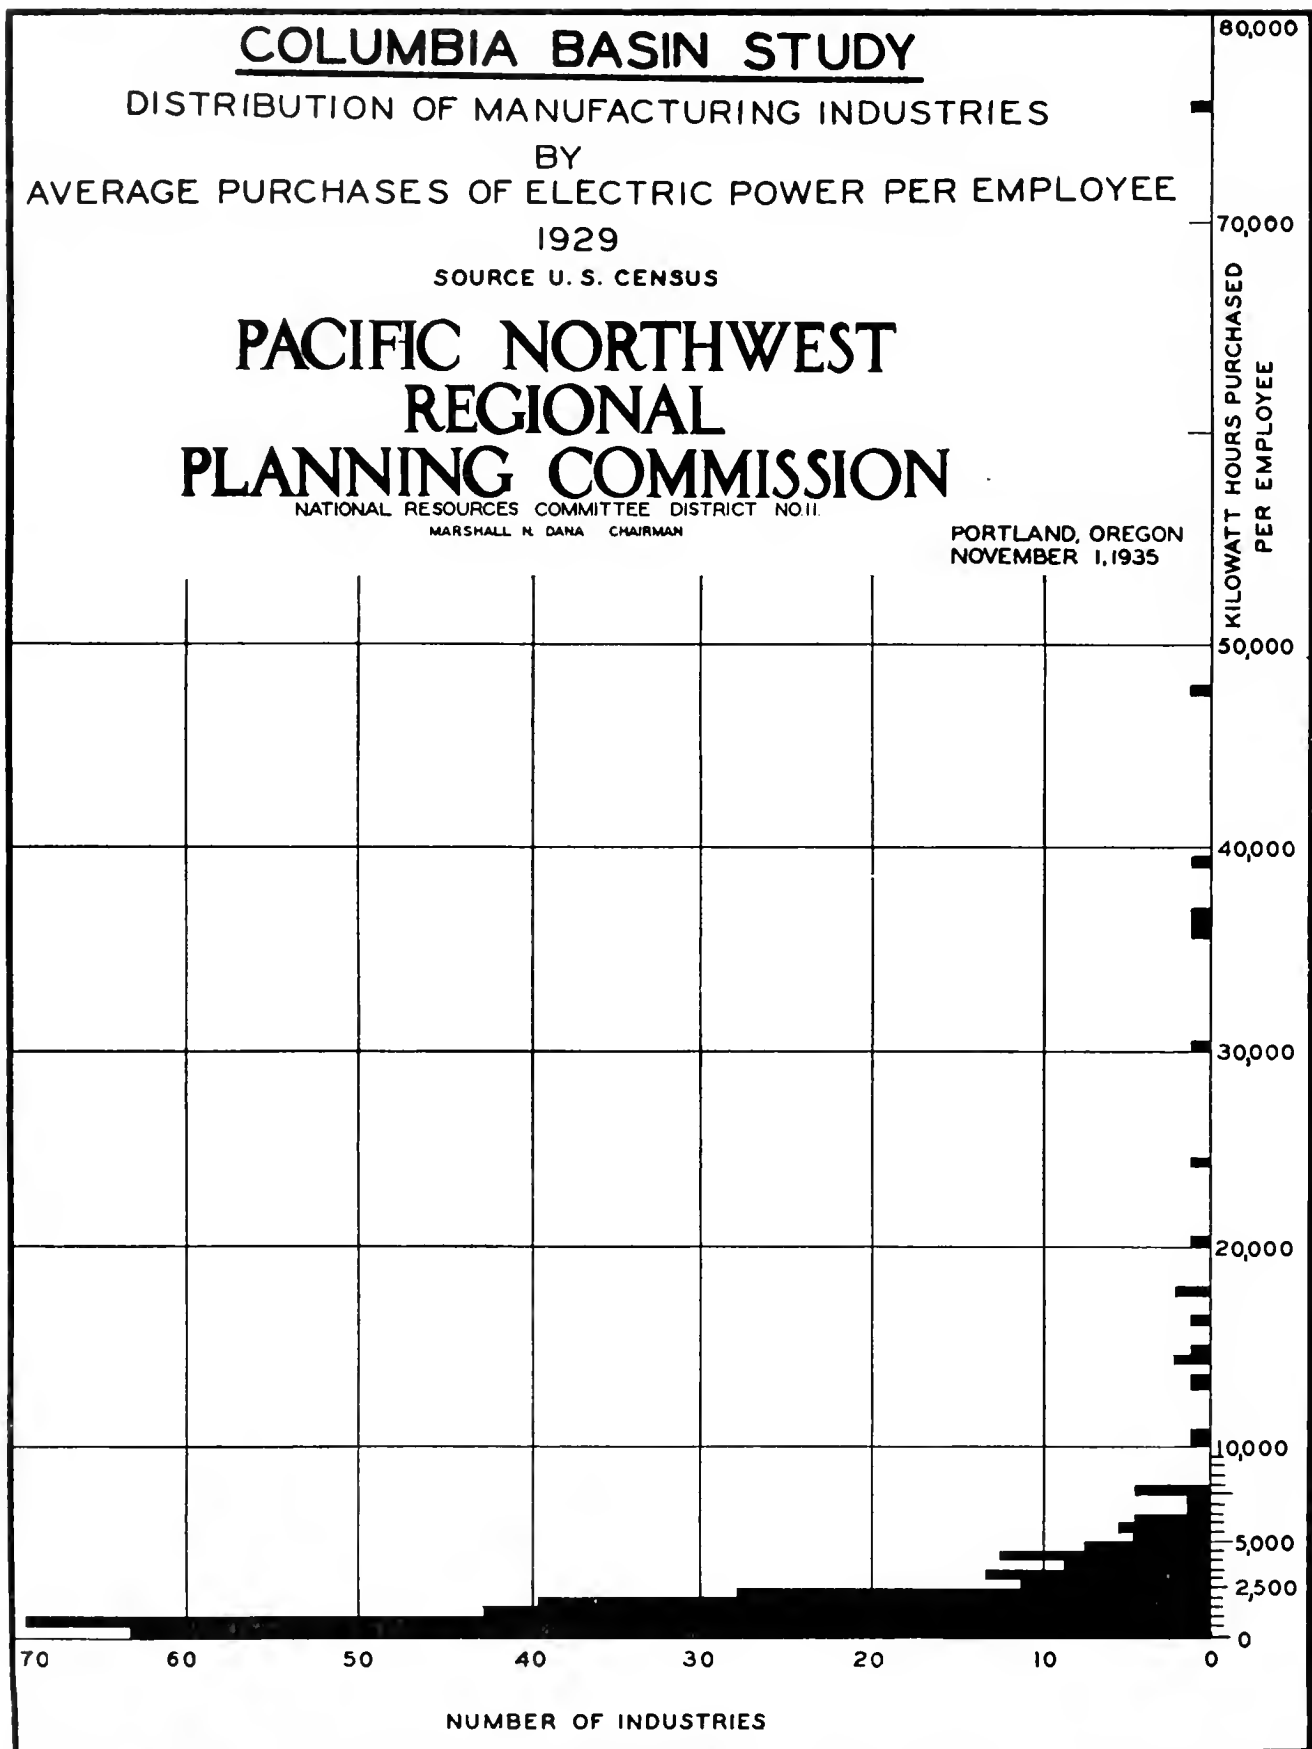 COLUMBIA BASIN STUDY
DISTRIBUTION OF MANUFACTURING INDUSTRIES
BY
AVERAGE PURCHASES OF ELECTRIC POWER PER EMPLOYEE
1929
SOURCE U. S. CENSUS
PACIFIC NORTHWEST
REGIONAL
PLANNING COMMISSION
NATIONAL RESOURCES COMMITTEE DISTRICT NO.11.
MARSHALL N. DANA CHAIRMAN
PORTLAND, OREGON
NOVEMBER 1, 1935
KILOWATT HOURS PURCHASED
PER EMPLOYEE
80,000
70,000
50,000
40,000
30,000
20,000
10,000
5,000
2,500
0
70 60 50 40 30 20 10 0
NUMBER OF INDUSTRIES